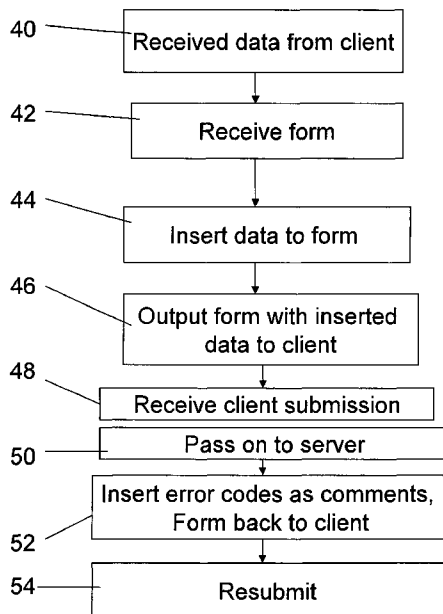 40
Received data from client
42
Receive form
44
Insert data to form
46
Output form with inserted
data to client
48
Receive client submission
50
Pass on to server
52
Insert error codes as comments,
Form back to client
54
Resubmit